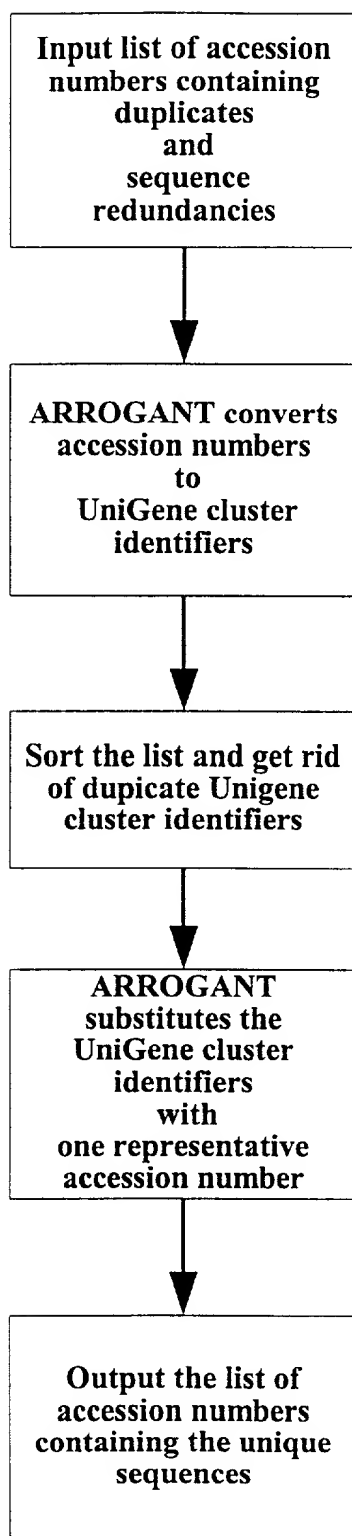 Input list of accession
numbers containing
duplicates
and
sequence
redundancies
ARROGANT converts
accession numbers
to
UniGene cluster
identifiers
Sort the list and get rid
of dupicate Unigene
cluster identifiers
ARROGANT
substitutes the
UniGene cluster
identifiers
with
one representative
accession number
Output the list of
accession numbers
containing the unique
sequences